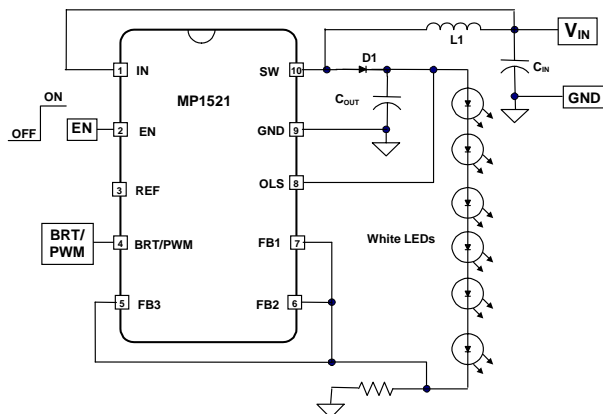 VIN
L1
D1
CIN
1
IN
SW
10
MP1521
COUT
ON
GND
OFF
EN
2
EN
GND
9
3
REF
OLS
8
BRT/
PWM
4
BRT/PWM
FB1
7
White LEDs
5
FB3
FB2
6